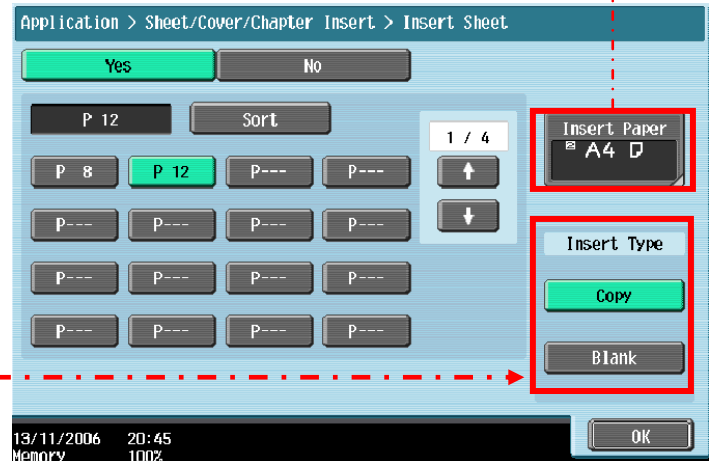 Application > Sheet/Cover/Chapter Insert > Insert Sheet
Yes No
P 12 Sort
1 / 4
Insert Paper
A4
P 8 P 12 P--- P---
P--- P--- P--- P---
Insert Type
P--- P--- P--- P---
Copy
P--- P--- P--- P---
Blank
13/11/2006 20:45
Memory 100%
OK